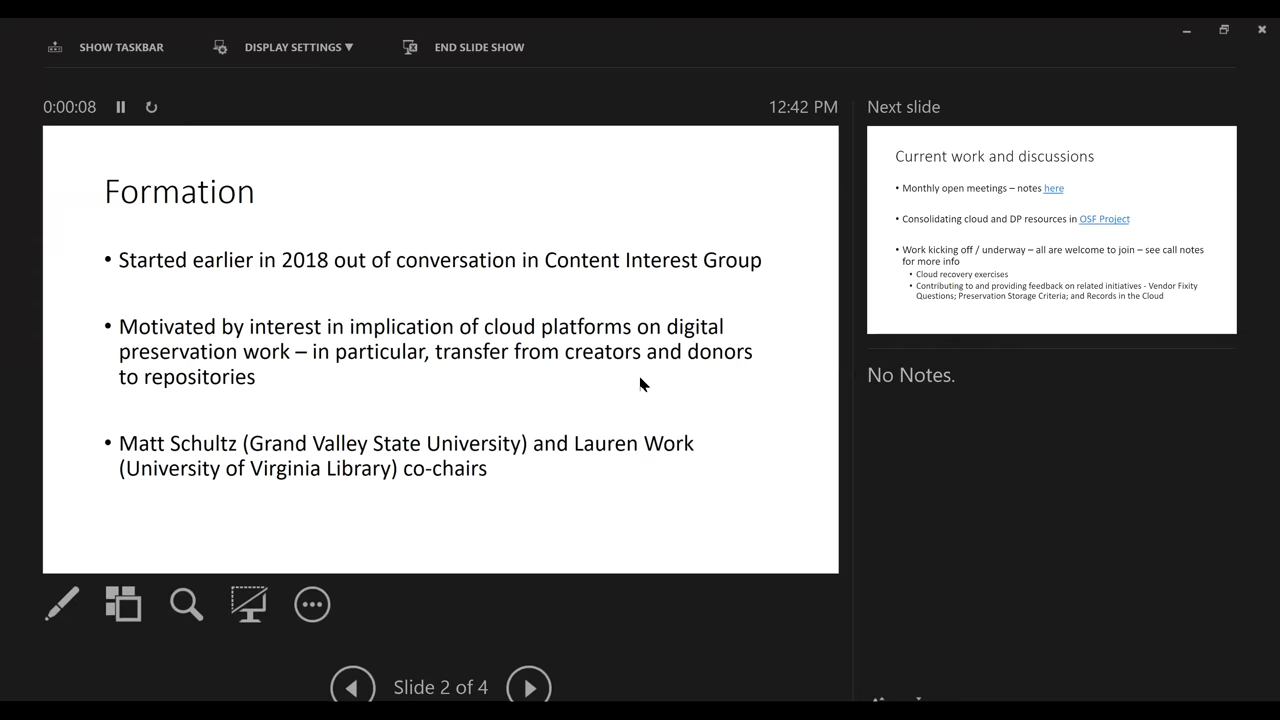 SHOW TASKBAR DISPLAY SETTINGS ▼ END SLIDE SHOW
0:00:08 12:42 PM
Formation
• Started earlier in 2018 out of conversation in Content Interest Group
• Motivated by interest in implication of cloud platforms on digital
preservation work – in particular, transfer from creators and donors
to repositories
• Matt Schultz (Grand Valley State University) and Lauren Work
(University of Virginia Library) co-chairs
Slide 2 of 4
Next slide
Current work and discussions
• Monthly open meetings – notes here
• Consolidating cloud and DP resources in OSF Project
• Work kicking off / underway – all are welcome to join – see call notes
for more info
• Cloud recovery exercises
• Contributing to and providing feedback on related initiatives - Vendor Fixity
Questions; Preservation Storage Criteria; and Records in the Cloud
No Notes.